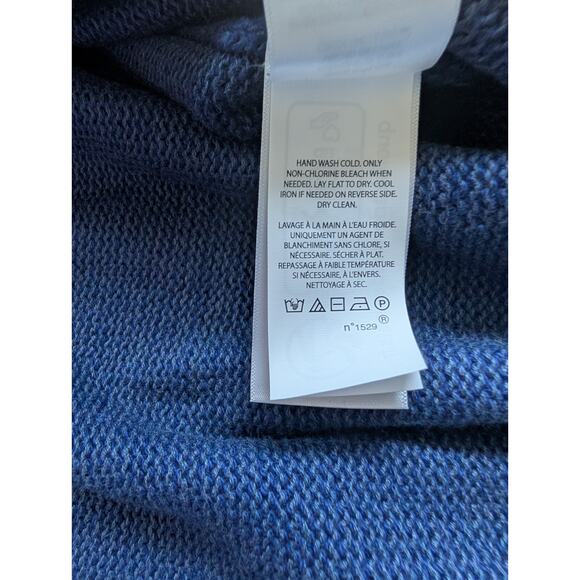 HAND WASH COLD. ONLY
NON-CHLORINE BLEACH WHEN
NEEDED. LAY FLAT TO DRY. COOL
IRON IF NEEDED ON REVERSE SIDE.
DRY CLEAN.
LAVAGE À LA MAIN À L'EAU FROIDE.
UNIQUEMENT UN AGENT DE
BLANCHIMENT SANS CHLORE, SI
NÉCESSAIRE. SÉCHER À PLAT.
REPASSAGE À FAIBLE TEMPÉRATURE
SI NÉCESSAIRE, À L'ENVERS.
NETTOYAGE À SEC.
P
n°1529 ®